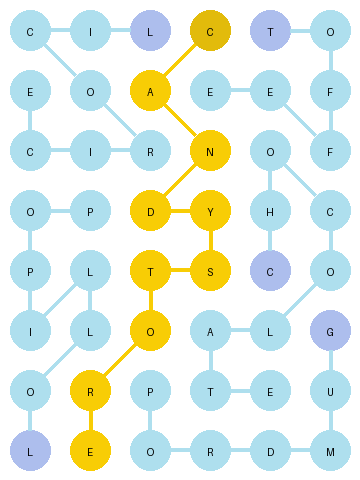 C I L C T O
E O A E E F
C I R N O F
O P D Y H C
P L T S C O
I L O A L G
O R P T E U
L E O R D M